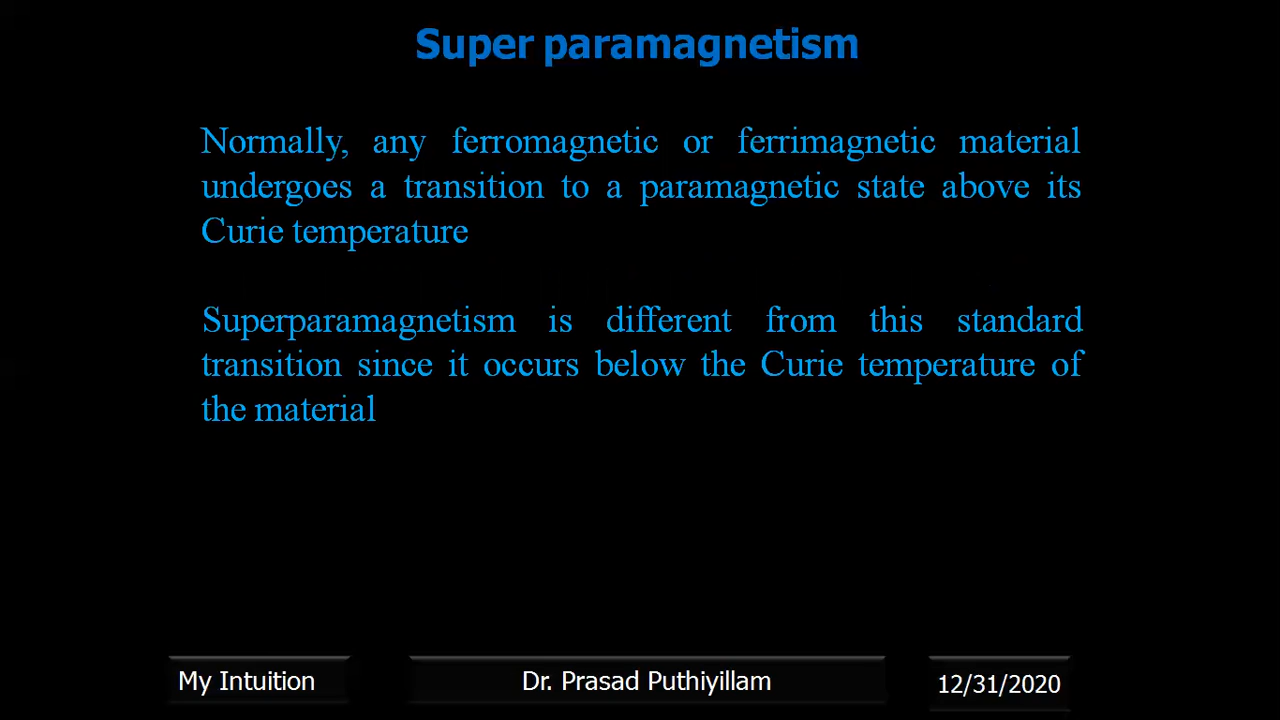 Super paramagnetism
Normally, any ferromagnetic or ferrimagnetic material
undergoes a transition to a paramagnetic state above its
Curie temperature
Superparamagnetism is different from this standard
transition since it occurs below the Curie temperature of
the material
My Intuition
Dr. Prasad Puthiyillam
12/31/2020